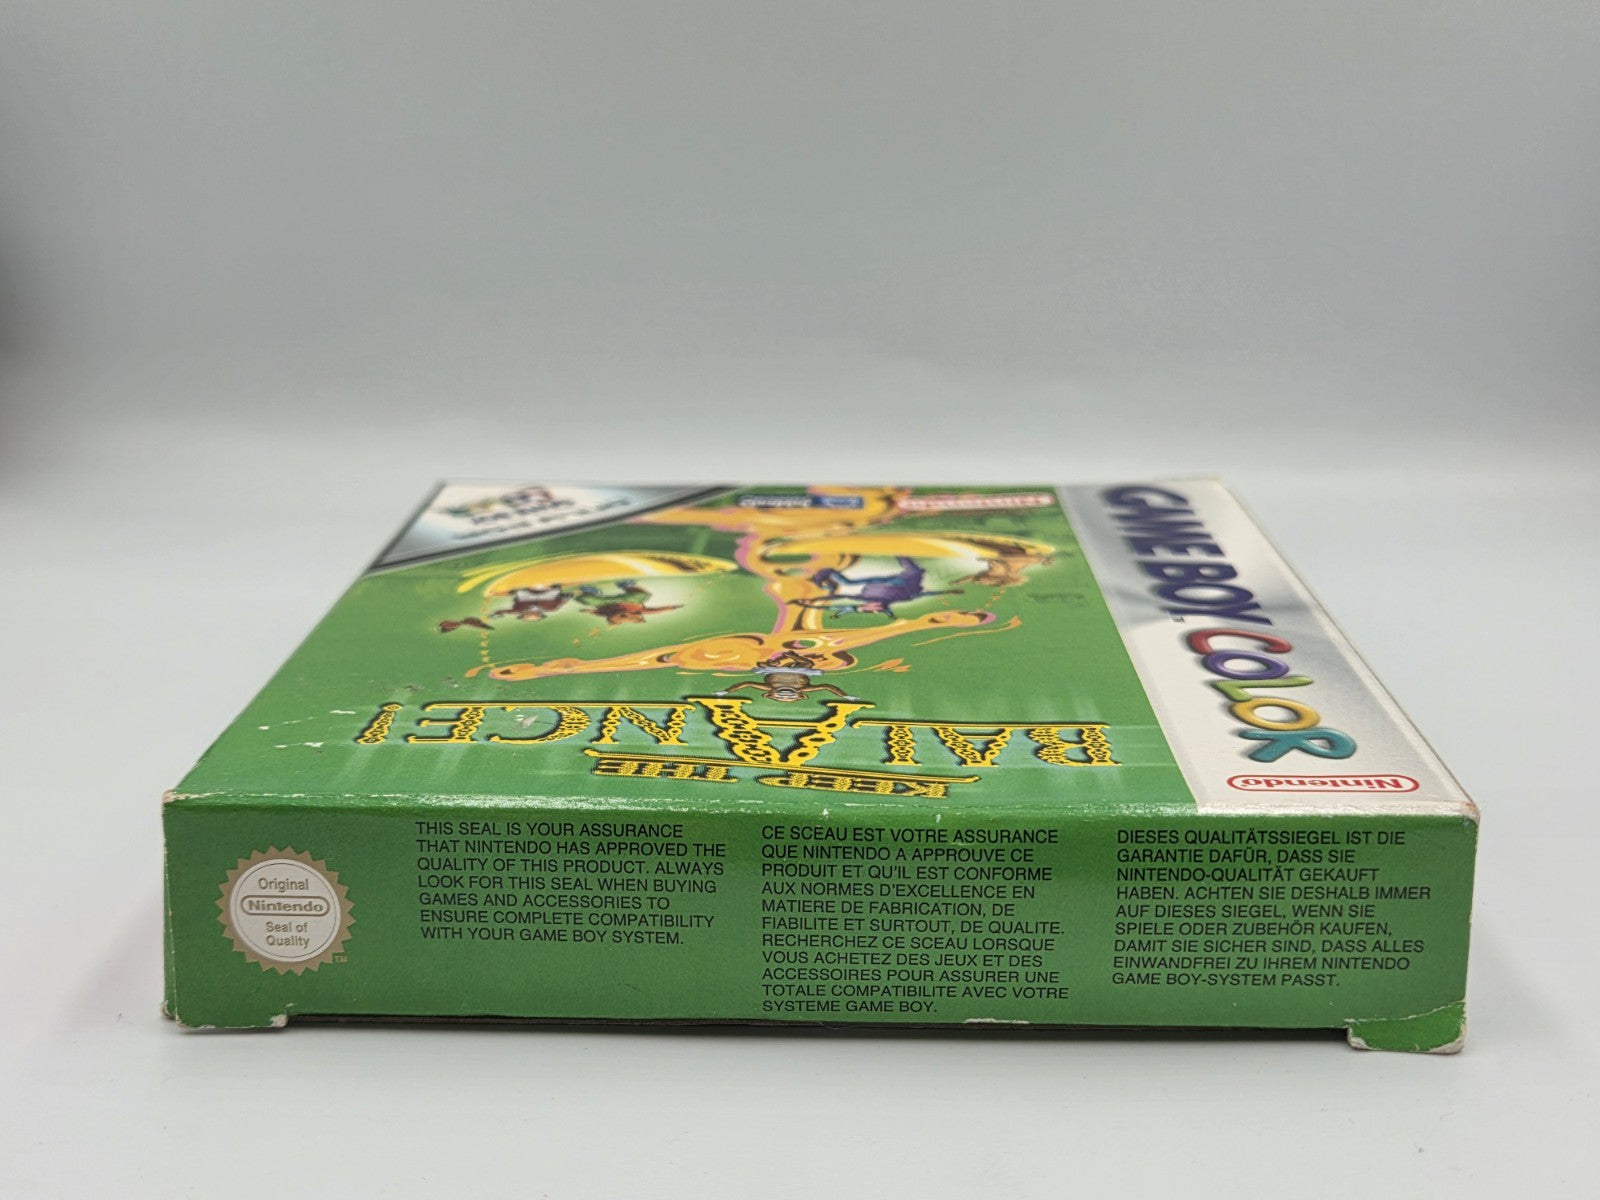 GAME BOY
TM
COLOR
Nintendo®
KEEP THE
BALANCE!
Original
Nintendo
Seal of
Quality
TM
THIS SEAL IS YOUR ASSURANCE
THAT NINTENDO HAS APPROVED THE
QUALITY OF THIS PRODUCT. ALWAYS
LOOK FOR THIS SEAL WHEN BUYING
GAMES AND ACCESSORIES TO
ENSURE COMPLETE COMPATIBILITY
WITH YOUR GAME BOY SYSTEM.
CE SCEAU EST VOTRE ASSURANCE
QUE NINTENDO A APPROUVE CE
PRODUIT ET QU'IL EST CONFORME
AUX NORMES D'EXCELLENCE EN
MATIERE DE FABRICATION, DE
FIABILITE ET SURTOUT, DE QUALITE.
RECHERCHEZ CE SCEAU LORSQUE
VOUS ACHETEZ DES JEUX ET DES
ACCESSOIRES POUR ASSURER UNE
TOTALE COMPATIBILITE AVEC VOTRE
SYSTEME GAME BOY.
DIESES QUALITÄTSSIEGEL IST DIE
GARANTIE DAFÜR, DASS SIE
NINTENDO-QUALITÄT GEKAUFT
HABEN. ACHTEN SIE DESHALB IMMER
AUF DIESES SIEGEL, WENN SIE
SPIELE ODER ZUBEHÖR KAUFEN,
DAMIT SIE SICHER SIND, DASS ALLES
EINWANDFREI ZU IHREM NINTENDO
GAME BOY-SYSTEM PASST.